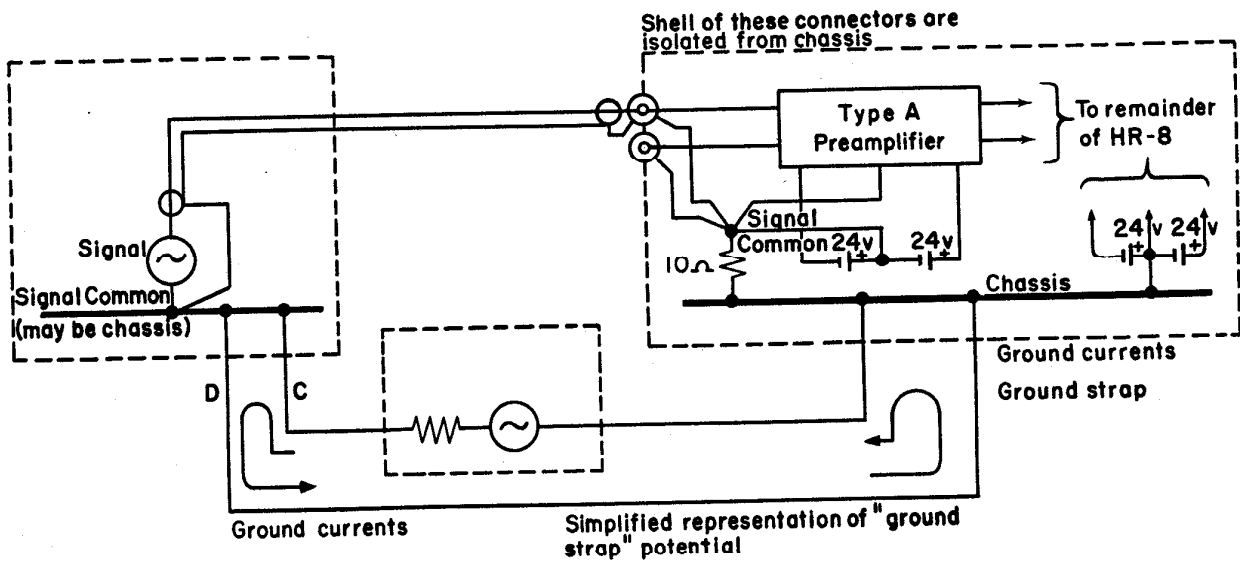 Shell of these connectors are
isolated from chassis
Type A
Preamplifier
To remainder
of HR-8
Signal
Signal
Common
24v
+
24v
+
24v
+
24v
+
10Ω
Chassis
Signal Common
(may be chassis)
D
C
Ground currents
Ground strap
Ground currents
Simplified representation of "ground
strap" potential